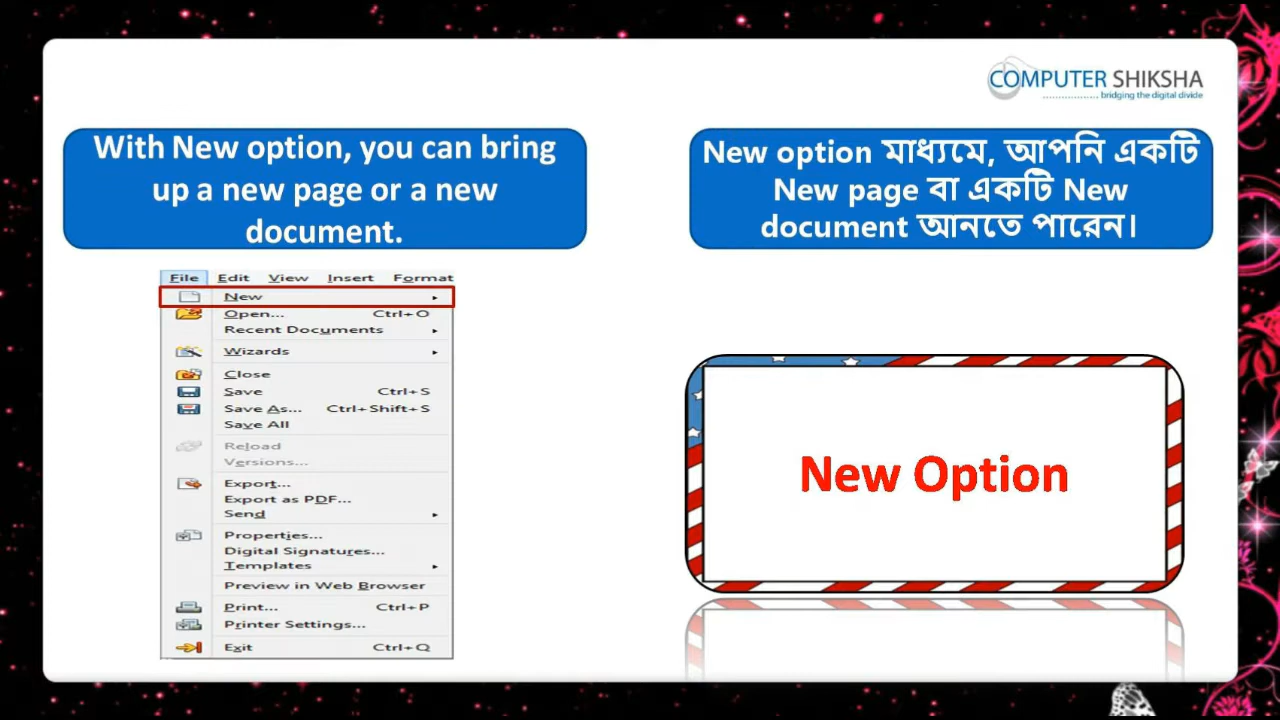 COMPUTER SHIKSHA
bridging the digital divide
With New option, you can bring
up a new page or a new
document.
New option মাধ্যমে, আপনি একটি
New page বা একটি New
document আনতে পারেন।
File Edit View Insert Format
New
Open... Ctrl+O
Recent Documents
Wizards
Close
Save Ctrl+S
Save As... Ctrl+Shift+S
Save All
Reload
Versions...
Export...
Export as PDF...
Send
Properties...
Digital Signatures...
Templates
Preview in Web Browser
Print... Ctrl+P
Printer Settings...
Exit Ctrl+Q
New Option